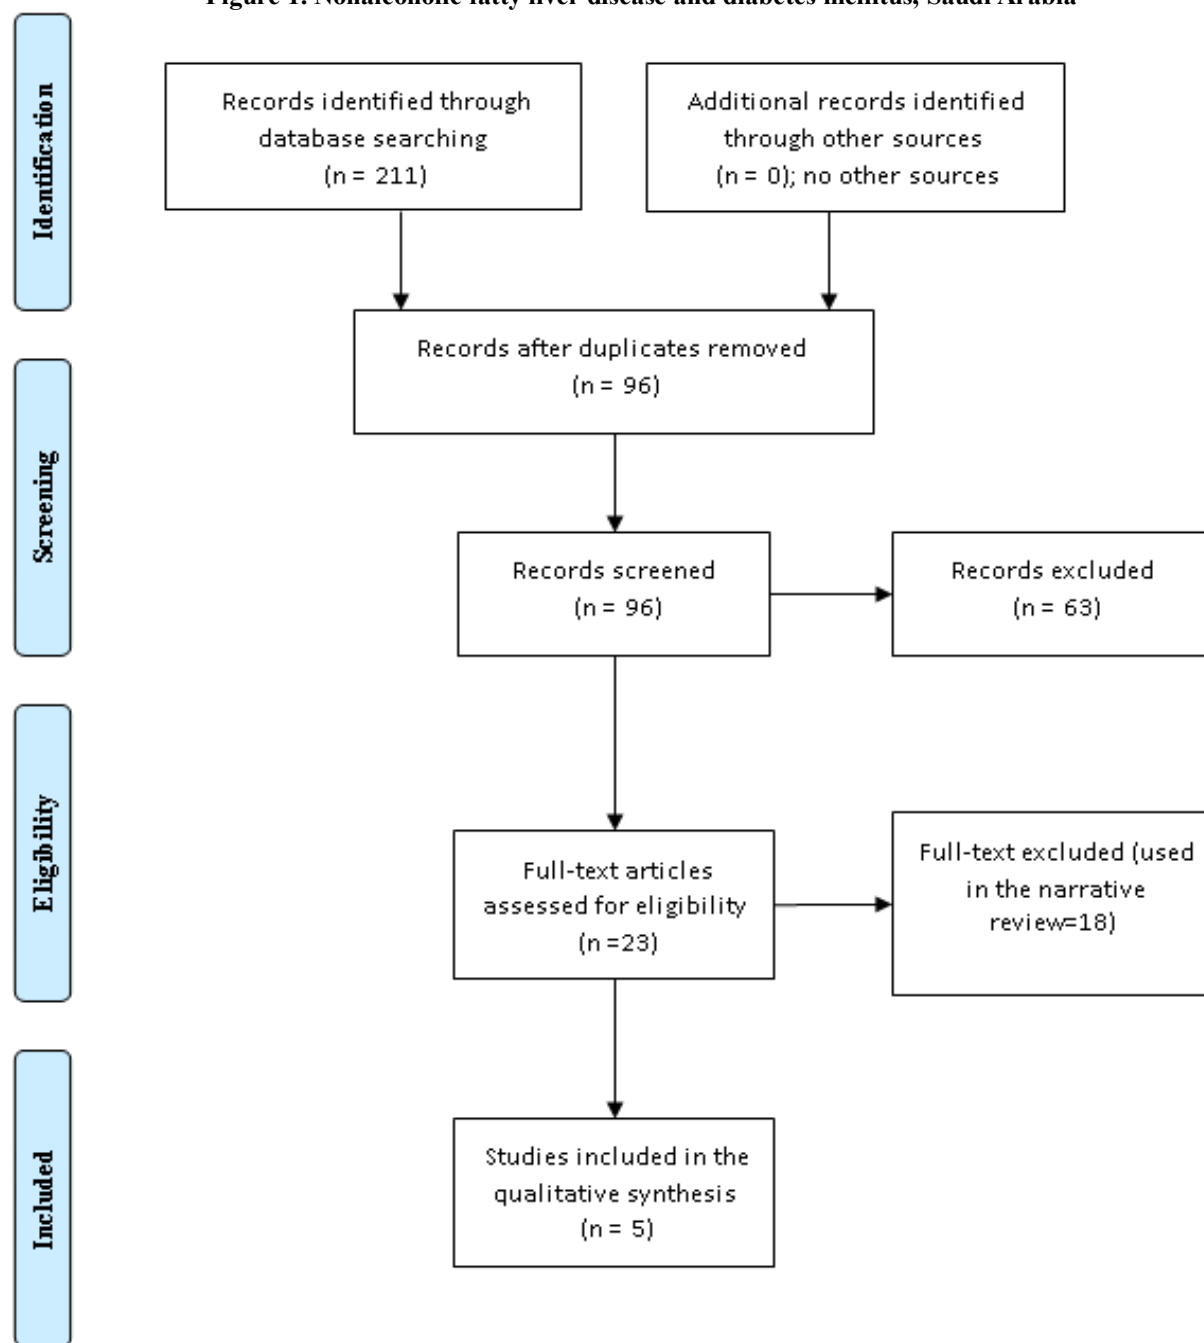 Figure 1. Nonalcoholic fatty liver disease and diabetes mellitus, Saudi Arabia
Identification
Records identified through
database searching
(n = 211)
Additional records identified
through other sources
(n = 0); no other sources
Records after duplicates removed
(n = 96)
Screening
Records screened
(n = 96)
Records excluded
(n = 63)
Eligibility
Full-text articles
assessed for eligibility
(n =23)
Full-text excluded (used
in the narrative
review=18)
Included
Studies included in the
qualitative synthesis
(n = 5)